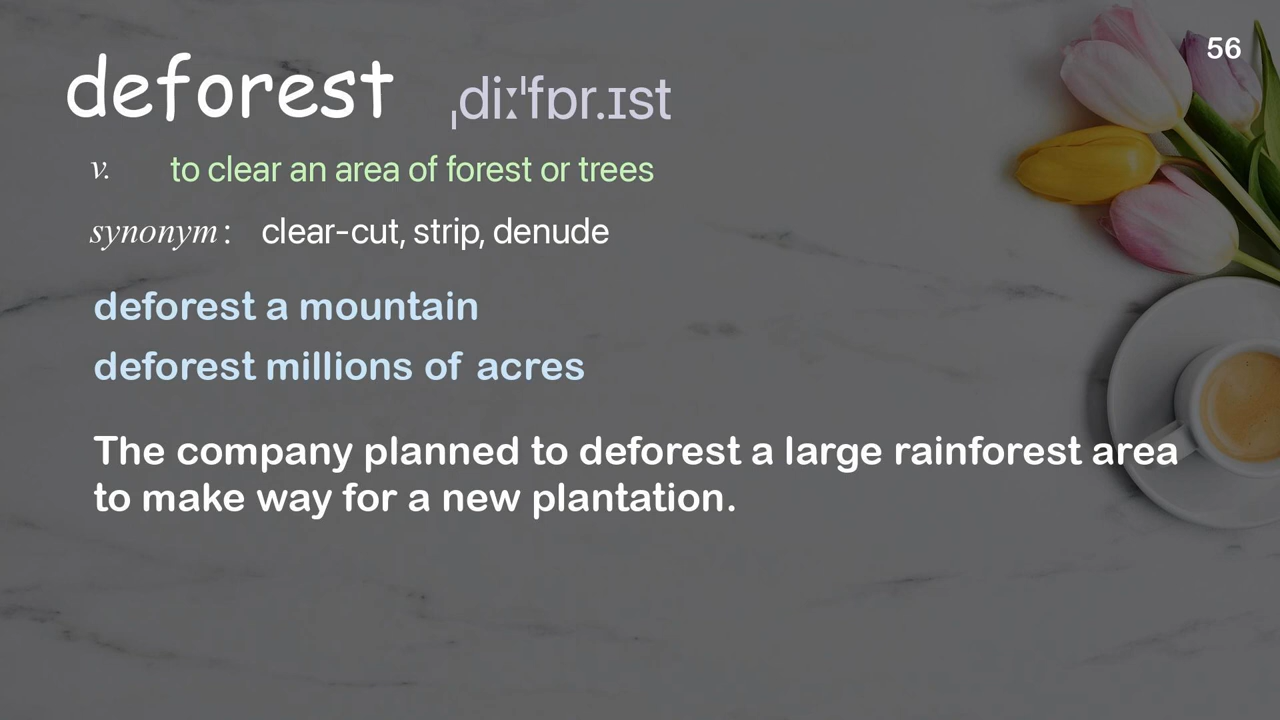 56
deforest ˌdiːˈfɒr.ɪst
v. to clear an area of forest or trees
synonym: clear-cut, strip, denude
deforest a mountain
deforest millions of acres
The company planned to deforest a large rainforest area
to make way for a new plantation.